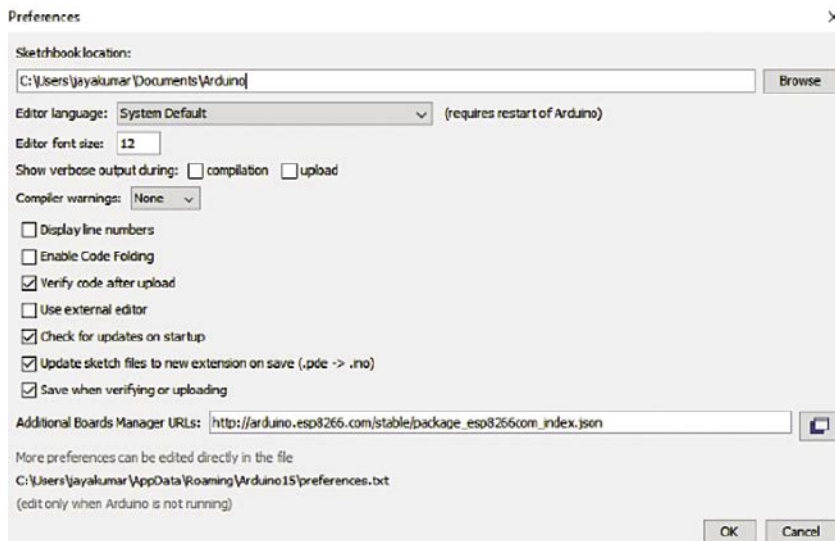 Preferences
Sketchbook location:
C:\Users\jayakumar\Documents\Arduino
Browse
Editor language: System Default (requires restart of Arduino)
Editor font size: 12
Show verbose output during: compilation upload
Compiler warnings: None
Display line numbers
Enable Code Folding
Verify code after upload
Use external editor
Check for updates on startup
Update sketch files to new extension on save (.pde -> .ino)
Save when verifying or uploading
Additional Boards Manager URLs: http://arduino.esp8266.com/stable/package_esp8266com_index.json
More preferences can be edited directly in the file
C:\Users\jayakumar\AppData\Roaming\Arduino15\preferences.txt
(edit only when Arduino is not running)
OK Cancel